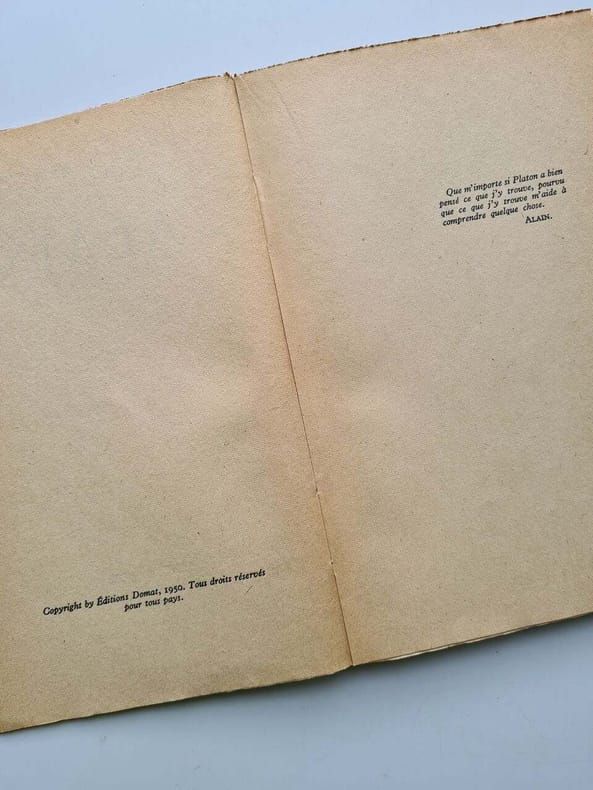 Copyright by Éditions Domat, 1950. Tous droits réservés
pour tous pays.
Que m'importe si Platon a bien
pensé ce que j'y trouve, pourvu
que ce que j'y trouve m'aide à
comprendre quelque chose.
ALAIN.